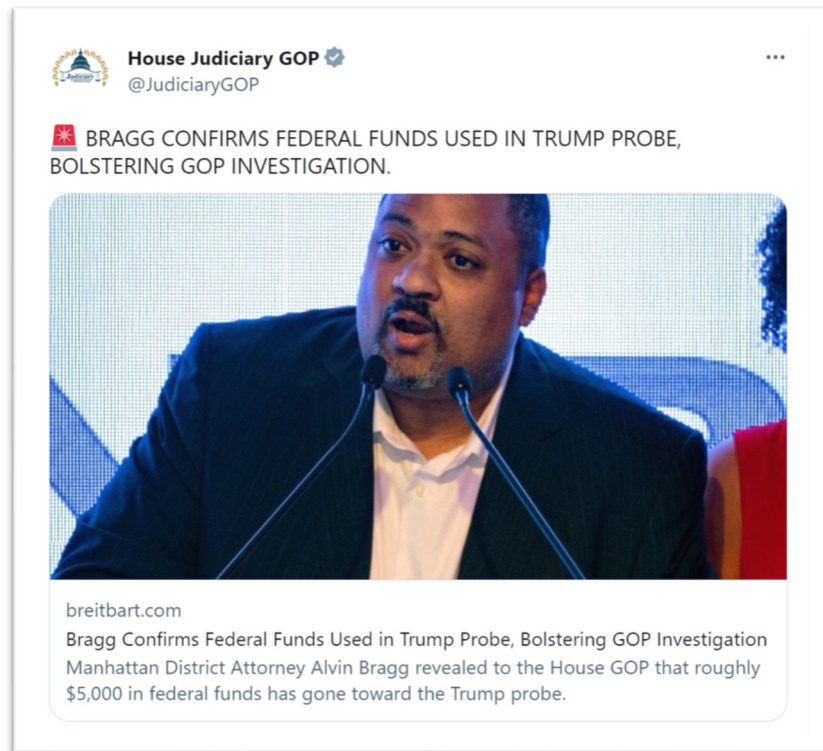 House Judiciary GOP
@JudiciaryGOP
BRAGG CONFIRMS FEDERAL FUNDS USED IN TRUMP PROBE,
BOLSTERING GOP INVESTIGATION.
breitbart.com
Bragg Confirms Federal Funds Used in Trump Probe, Bolstering GOP Investigation
Manhattan District Attorney Alvin Bragg revealed to the House GOP that roughly
$5,000 in federal funds has gone toward the Trump probe.